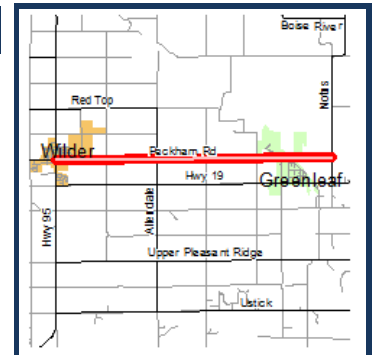 Boise River
Notus
Red Top
Wilder
Peckham Rd
Hwy 19
Greenleaf
Allendale
Hwy 95
Upper Pleasant Ridge
Ustick